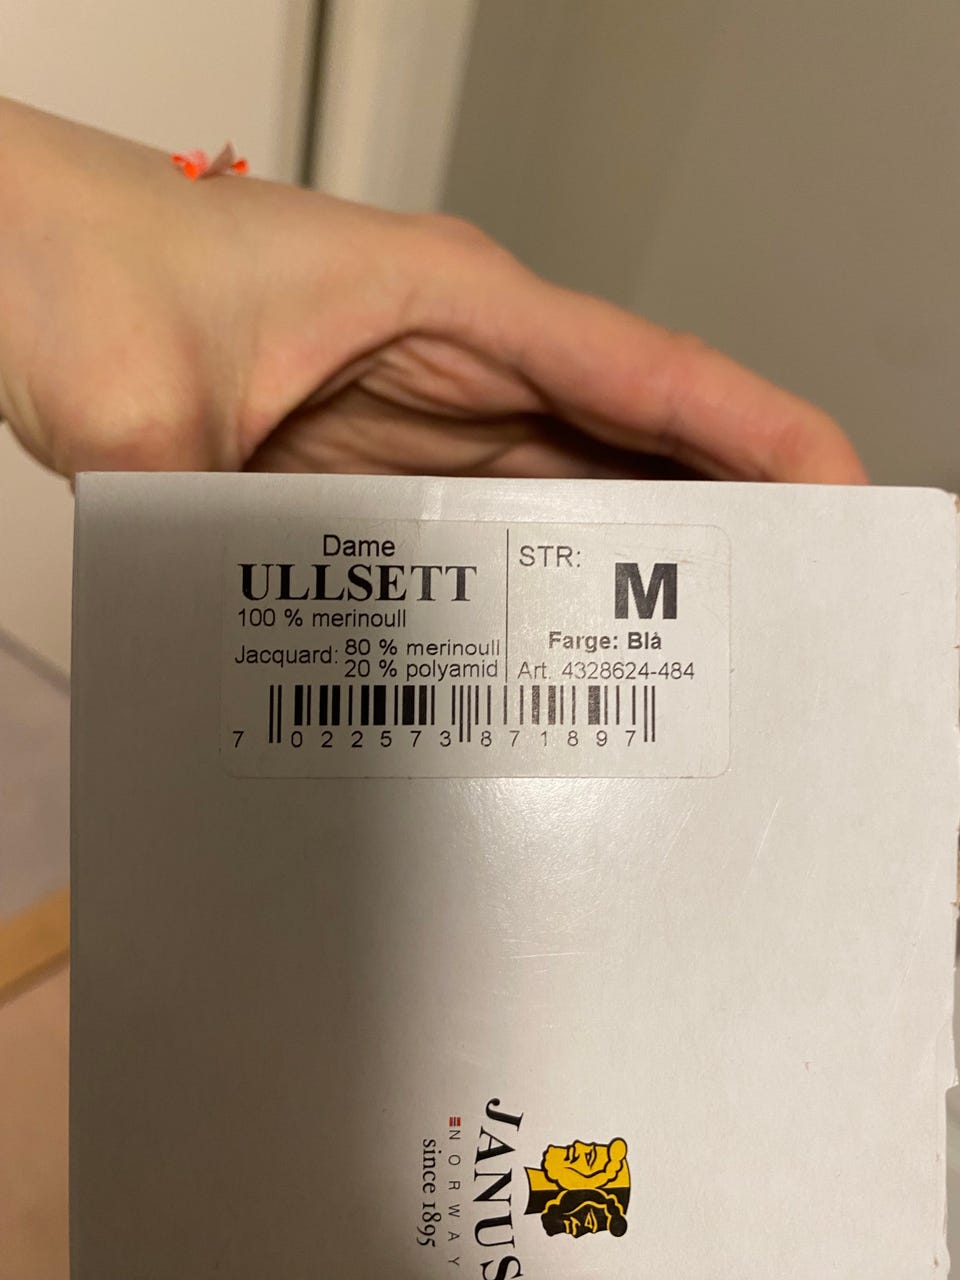 Dame
ULLSETT
100 % merinoull
Jacquard: 80 % merinoull
20 % polyamid
STR:
M
Farge: Blå
Art. 4328624-484
7 022573 871897
JANUS
NORWAY
since 1895